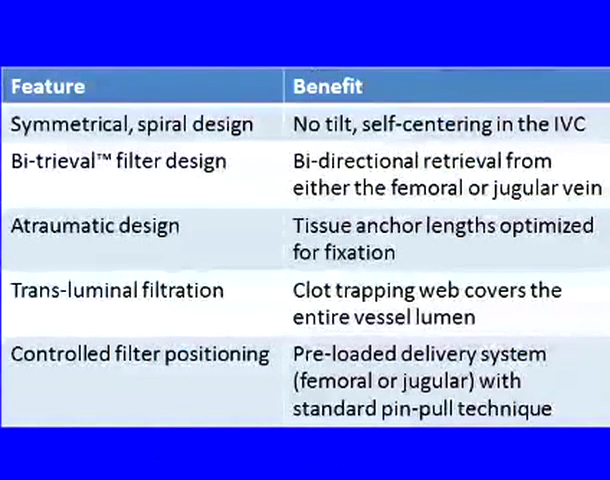 Feature Benefit
Symmetrical, spiral design No tilt, self-centering in the IVC
Bi-trieval™ filter design Bi-directional retrieval from
either the femoral or jugular vein
Atraumatic design Tissue anchor lengths optimized
for fixation
Trans-luminal filtration Clot trapping web covers the
entire vessel lumen
Controlled filter positioning Pre-loaded delivery system
(femoral or jugular) with
standard pin-pull technique